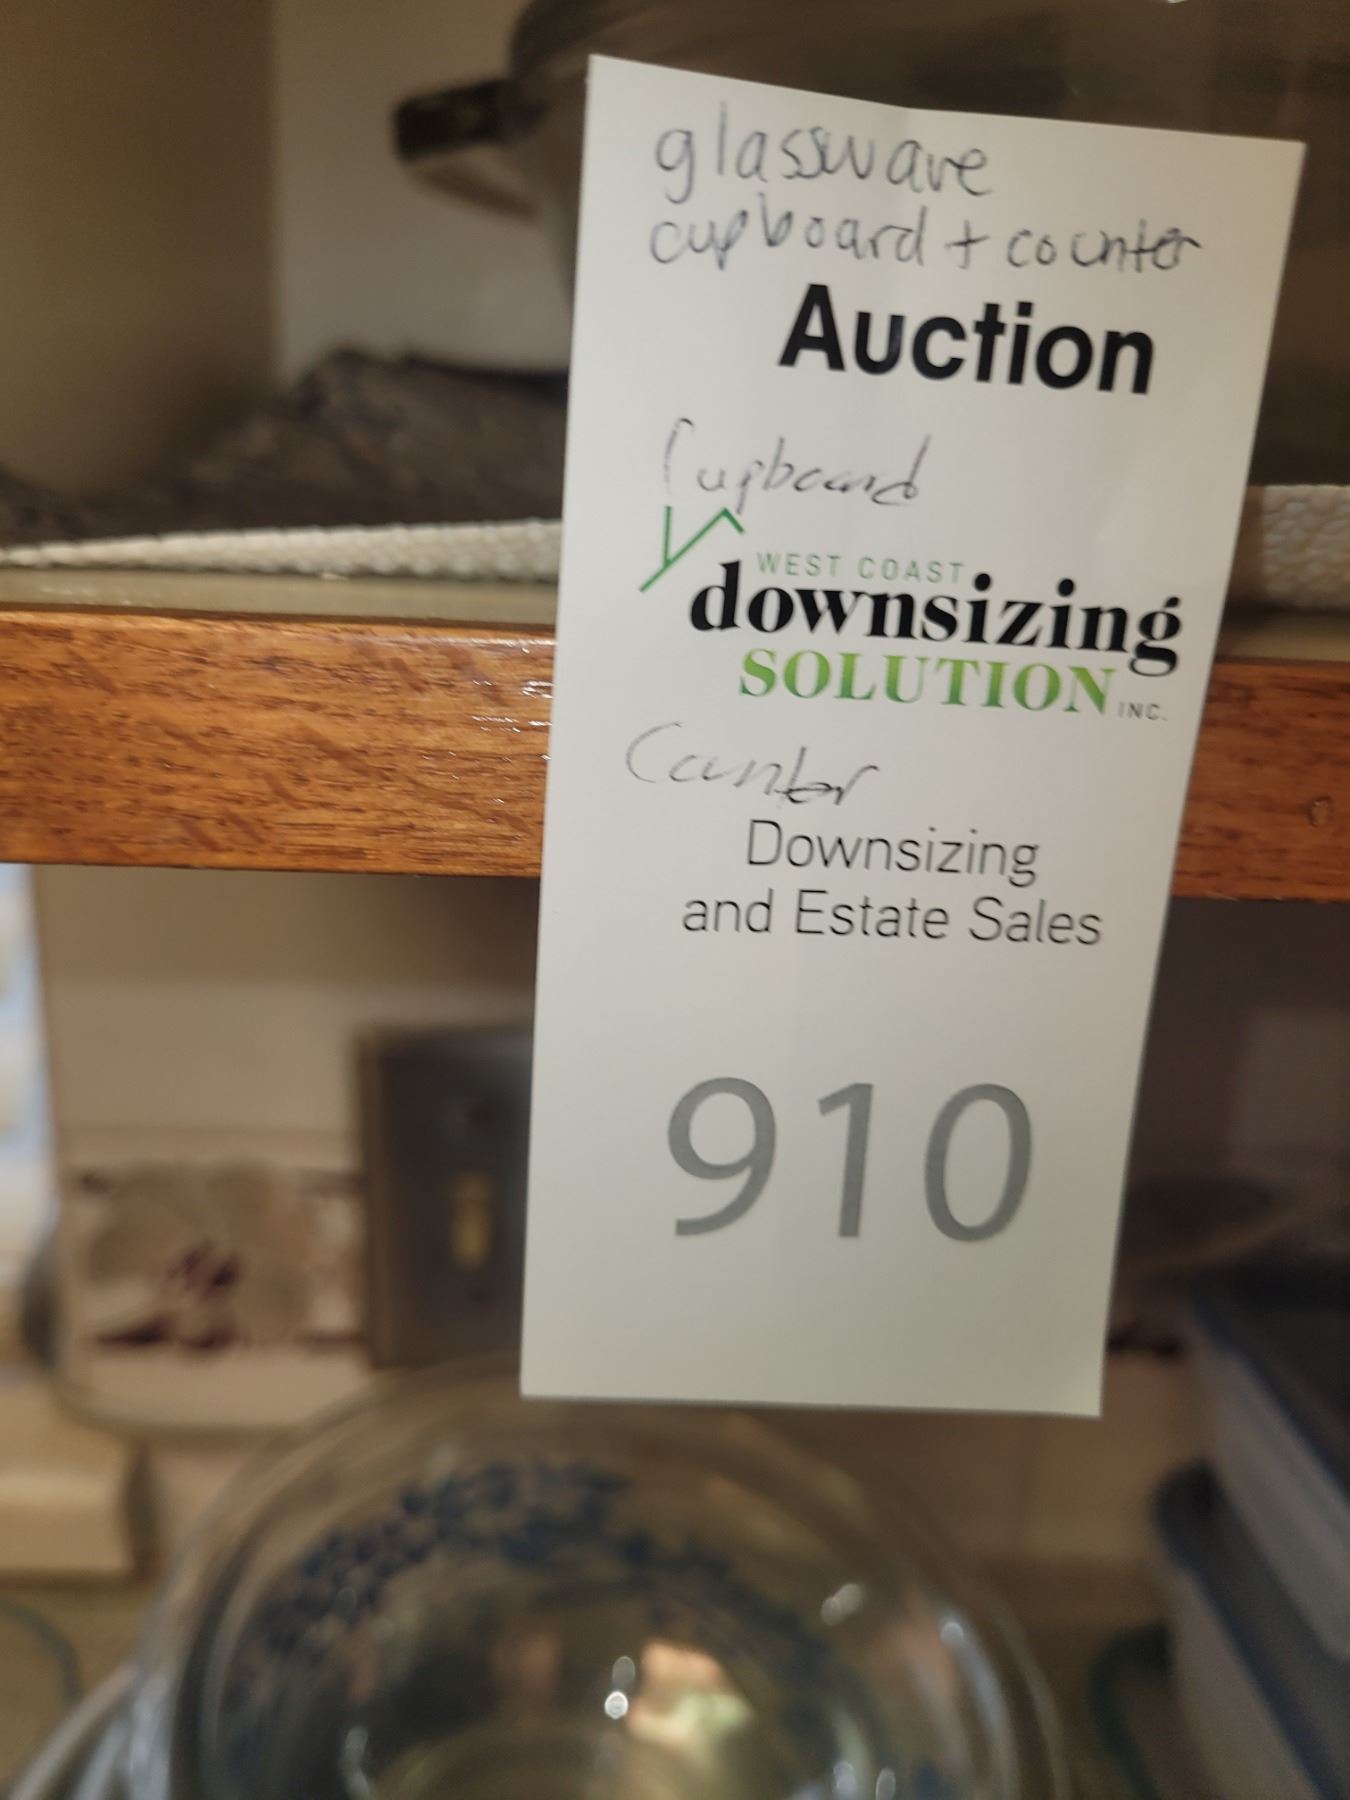 glassware
cupboard + counter
Auction
Cupboard
WEST COAST
downsizing
SOLUTION INC.
Counter
Downsizing
and Estate Sales
910